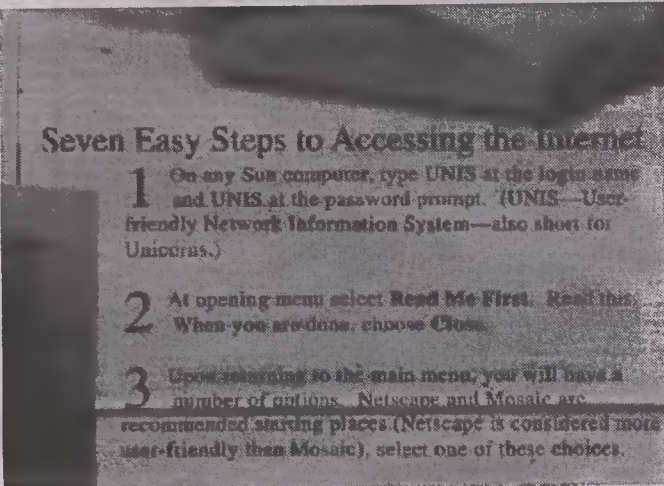 Seven Easy Steps to Accessing the Internet
1 On any Sun computer, type UNIS at the login name
and UNIS at the password prompt. (UNIS—User-
friendly Network Information System—also short for
Unicorns.)
2 At opening menu select Read Me First. Read this.
When you are done, choose Close.
3 Upon returning to the main menu, you will have a
number of options. Netscape and Mosaic are
recommended starting places (Netscape is considered more
user-friendly than Mosaic), select one of these choices.